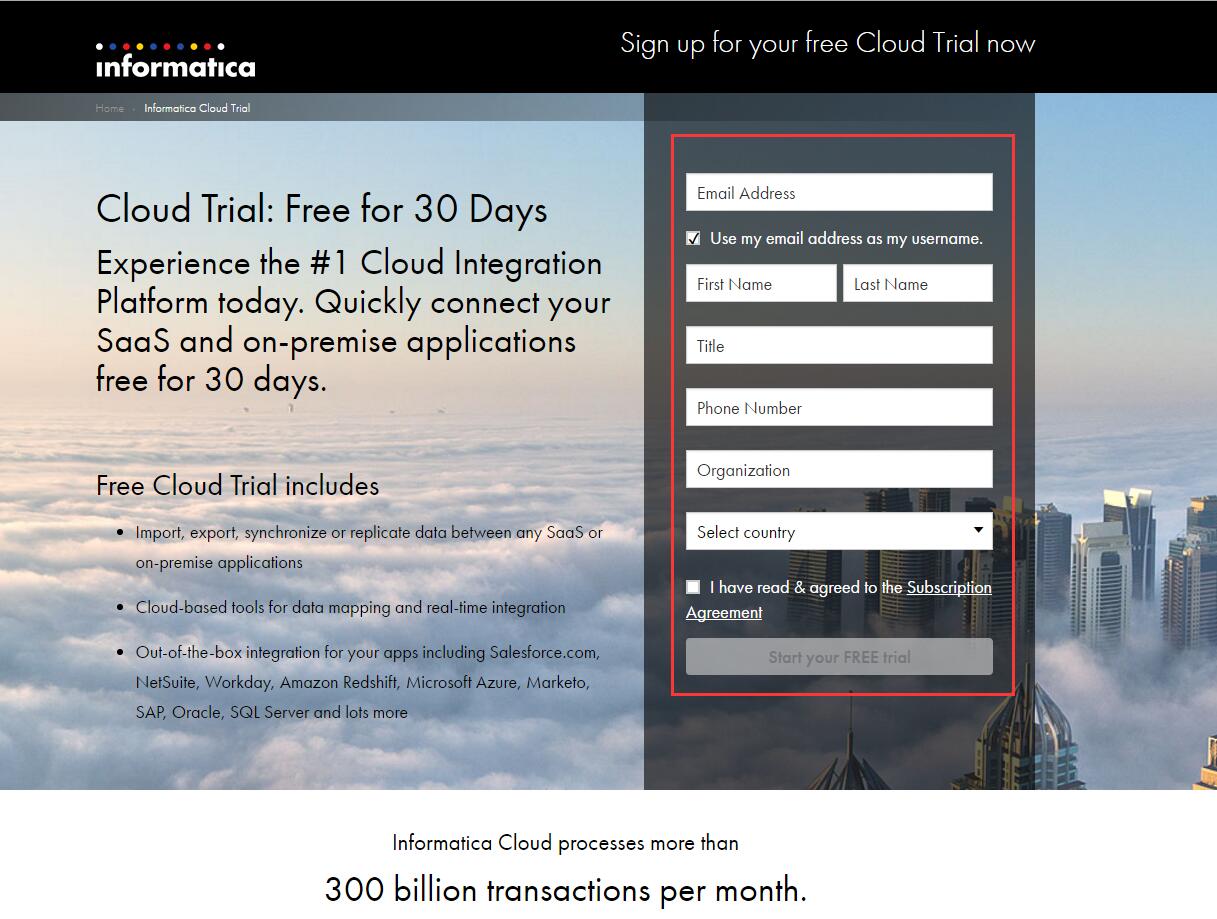 informatica
Sign up for your free Cloud Trial now
Home
Informatica Cloud Trial
Cloud Trial: Free for 30 Days
Experience the #1 Cloud Integration
Platform today. Quickly connect your
SaaS and on-premise applications
free for 30 days.
Free Cloud Trial includes
• Import, export, synchronize or replicate data between any SaaS or
on-premise applications
• Cloud-based tools for data mapping and real-time integration
• Out-of-the-box integration for your apps including Salesforce.com,
NetSuite, Workday, Amazon Redshift, Microsoft Azure, Marketo,
SAP, Oracle, SQL Server and lots more
Email Address
Use my email address as my username.
First Name
Last Name
Title
Phone Number
Organization
Select country
I have read & agreed to the Subscription
Agreement
Start your FREE trial
Informatica Cloud processes more than
300 billion transactions per month.